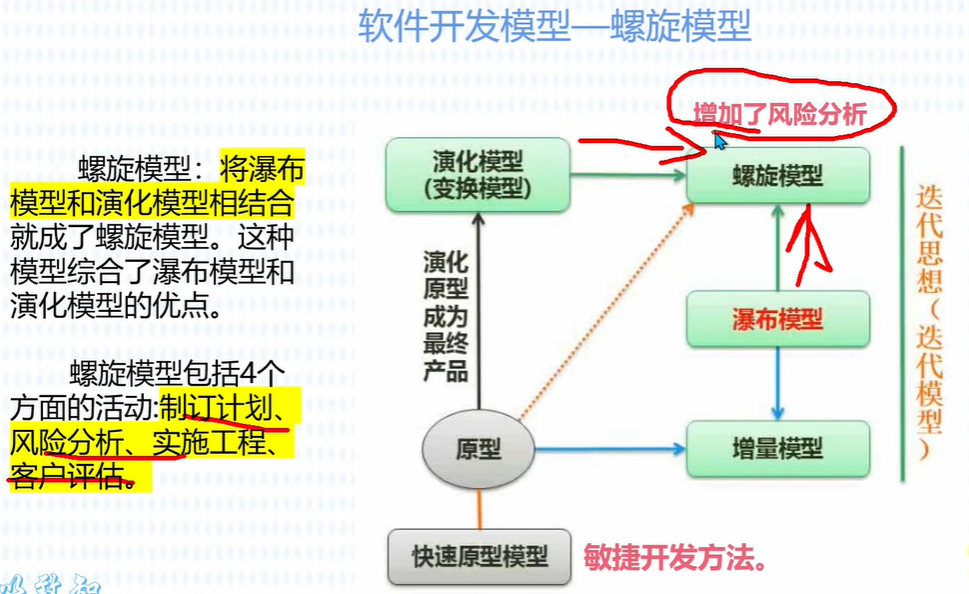 软件开发模型—螺旋模型
增加了风险分析
螺旋模型：将瀑布
模型和演化模型相结合
就成了螺旋模型。这种
模型综合了瀑布模型和
演化模型的优点。
螺旋模型包括4个
方面的活动:制订计划、
风险分析、实施工程、
客户评估。
演化模型
(变换模型)
螺旋模型
演化
原型
成为
最终
产品
瀑布模型
原型
增量模型
快速原型模型
敏捷开发方法。
迭代思想(迭代模型)